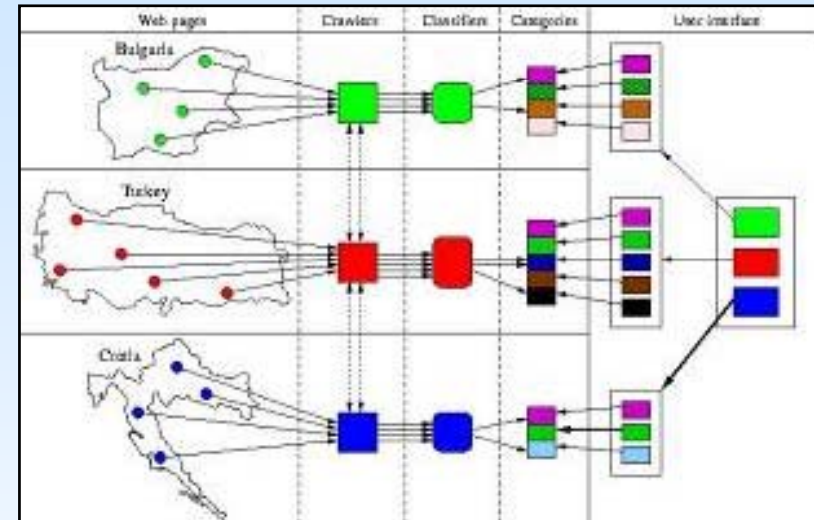 Web pages
Crawlers
Classifiers
Categories
User interface
Bulgaria
Turkey
Croatia